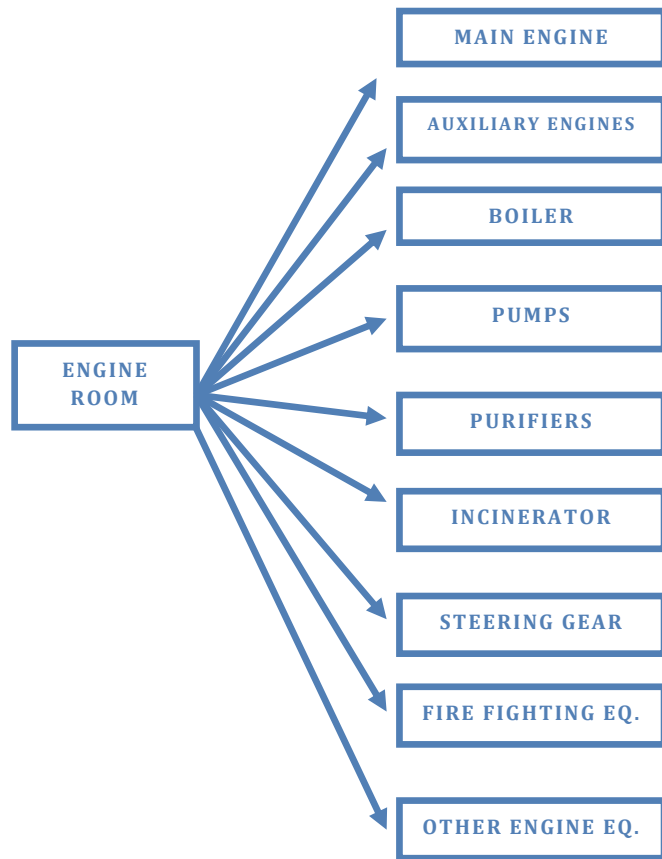 MAIN ENGINE
AUXILIARY ENGINES
BOILER
PUMPS
ENGINE
ROOM
PURIFIERS
INCINERATOR
STEERING GEAR
FIRE FIGHTING EQ.
OTHER ENGINE EQ.